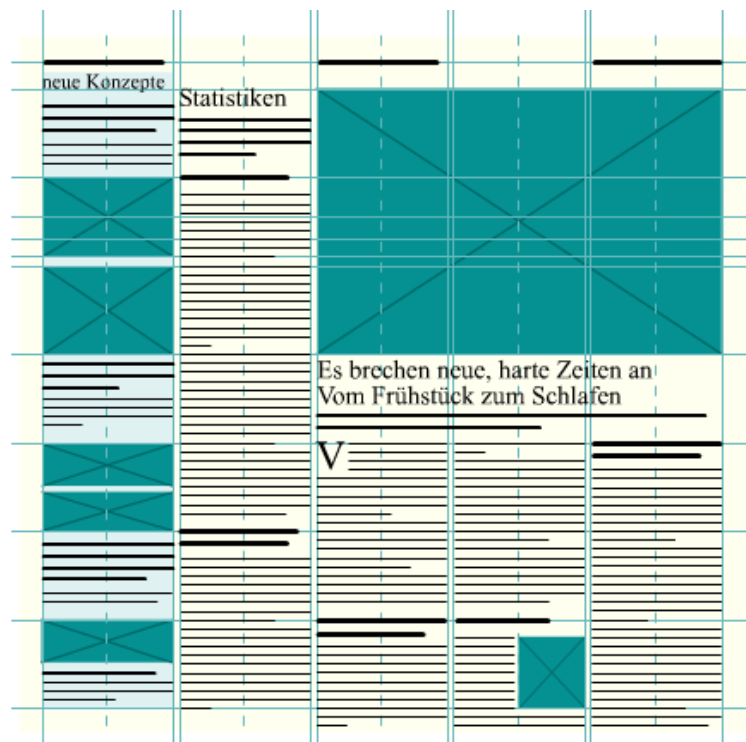 neue Konzepte
Statistiken
Es brechen neue, harte Zeiten an
Vom Frühstück zum Schlafen
V